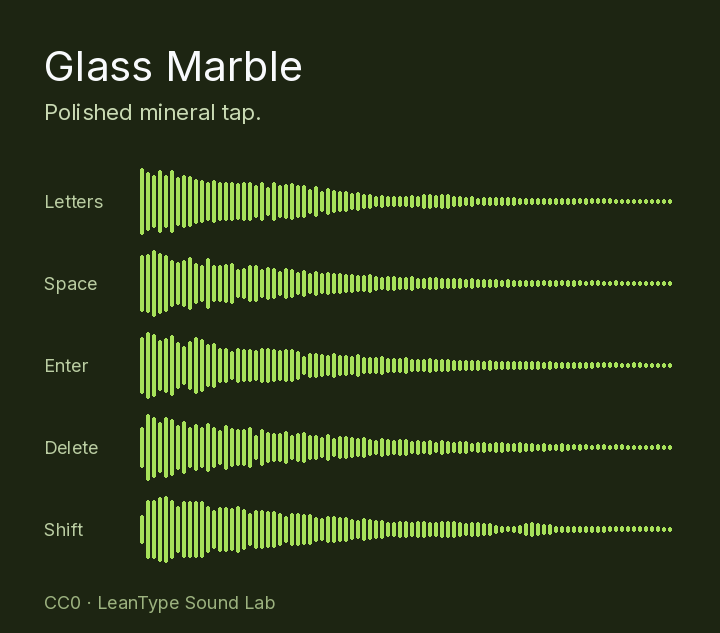 Glass Marble
Polished mineral tap.
Letters
Space
Enter
Delete
Shift
CC0 · LeanType Sound Lab